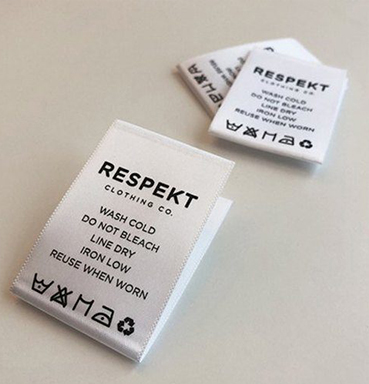 RESPEKT
CLOTHING CO.
WASH COLD
DO NOT BLEACH
LINE DRY
IRON LOW
REUSE WHEN WORN
RESPEKT
CLOTHING CO.
WASH COLD
DO NOT BLEACH
LINE DRY
IRON LOW
REUSE WHEN WORN